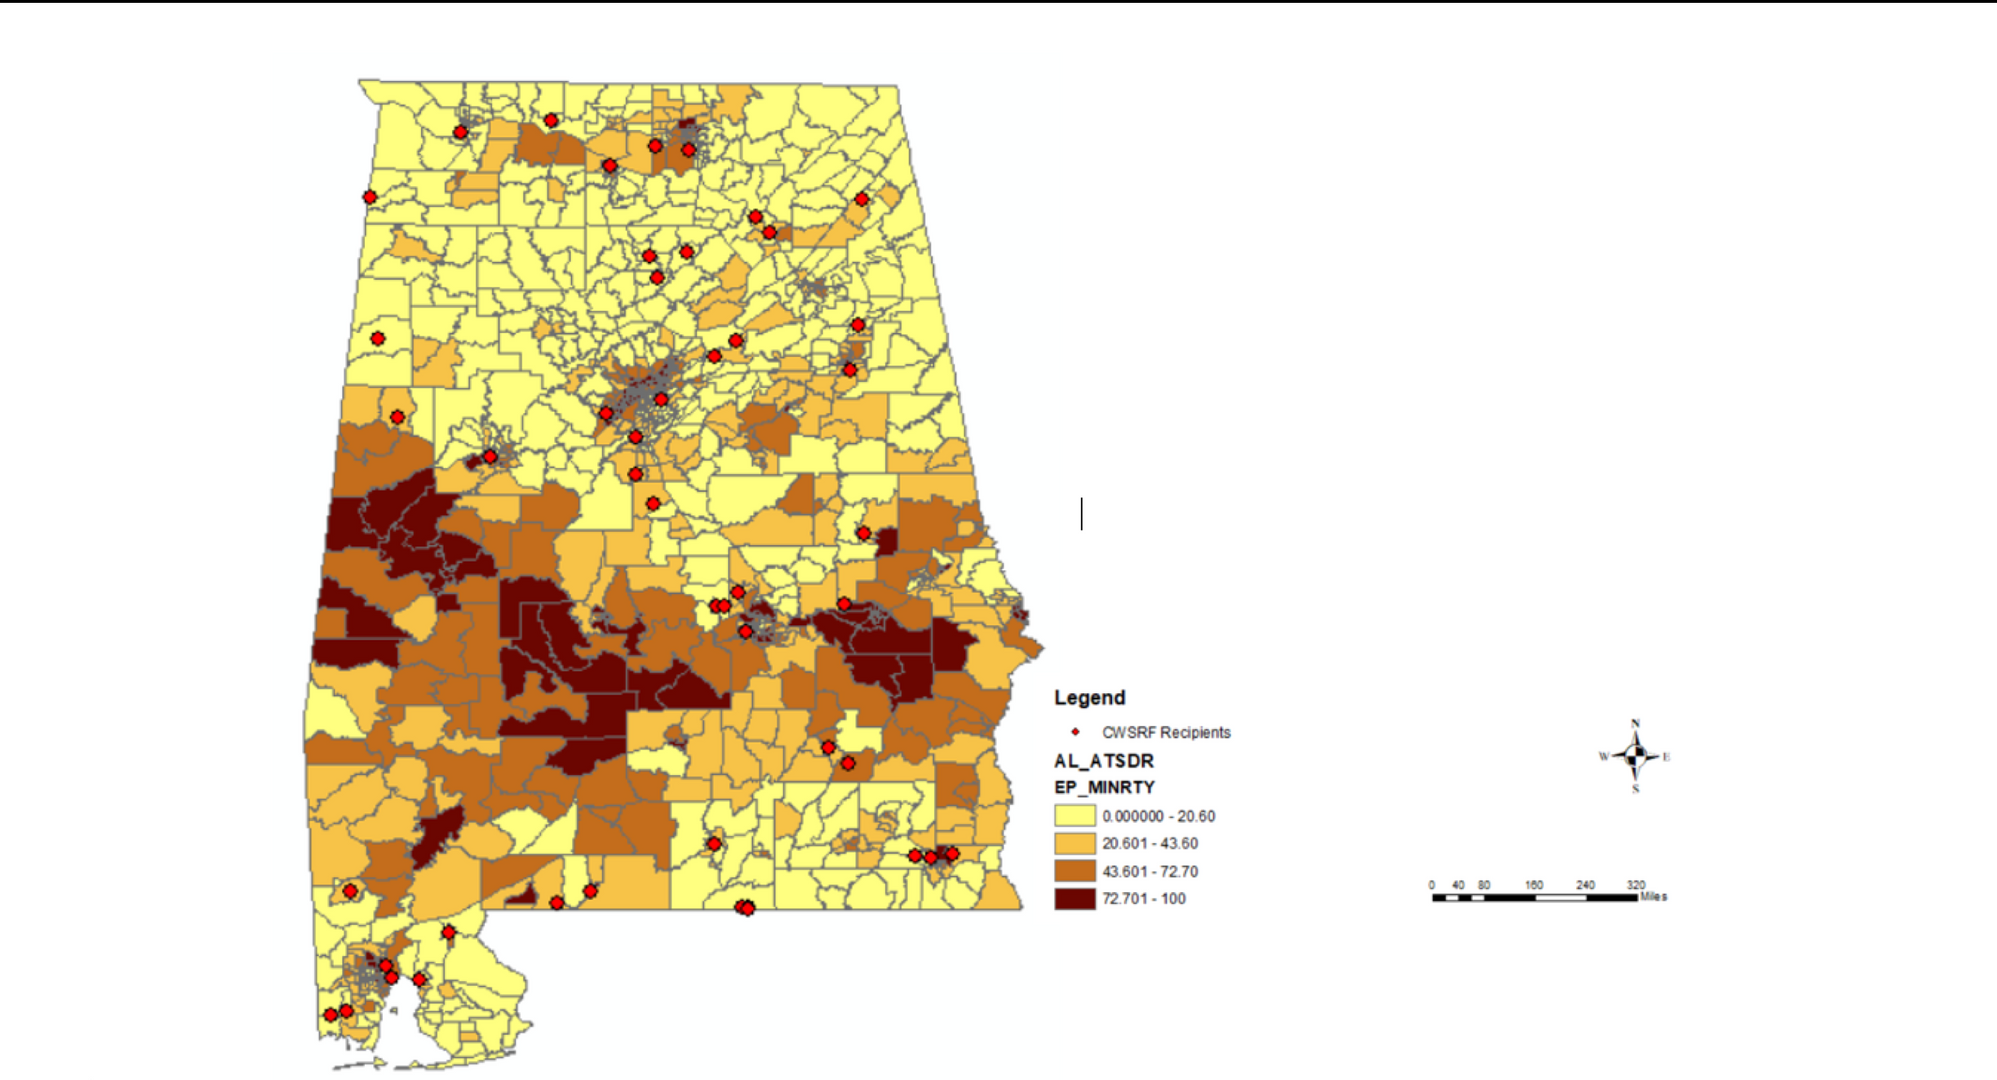 Legend
CWSRF Recipients
AL_ATSDR
EP_MINRTY
0.000000 - 20.60
20.601 - 43.60
43.601 - 72.70
72.701 - 100
N
W E
S
0 40 80 160 240 320
Miles